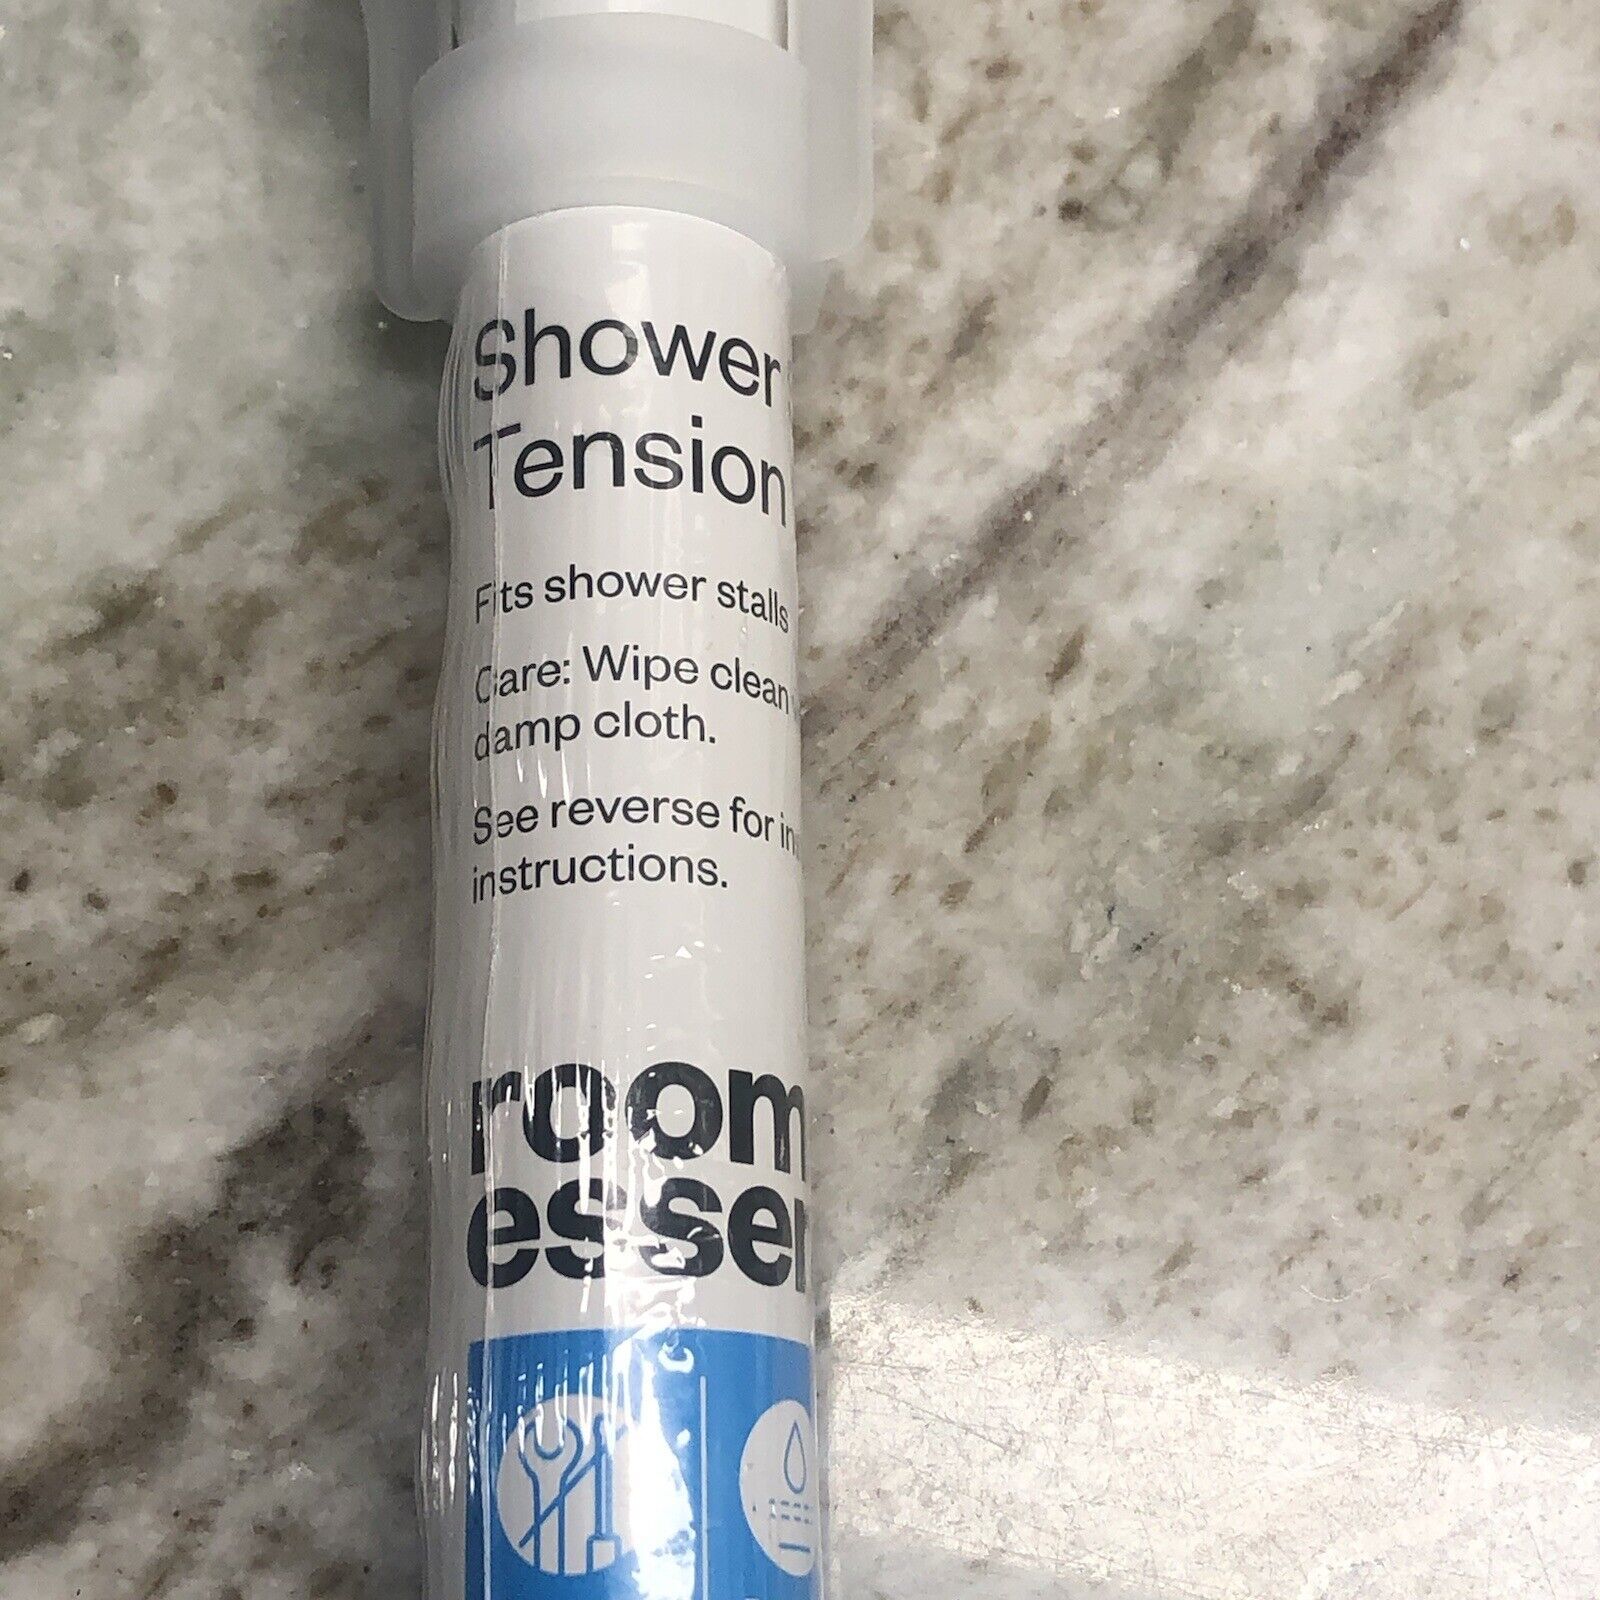 Shower
Tension
Fits shower stalls
Care: Wipe clean
damp cloth.
See reverse for in
instructions.
room
essen